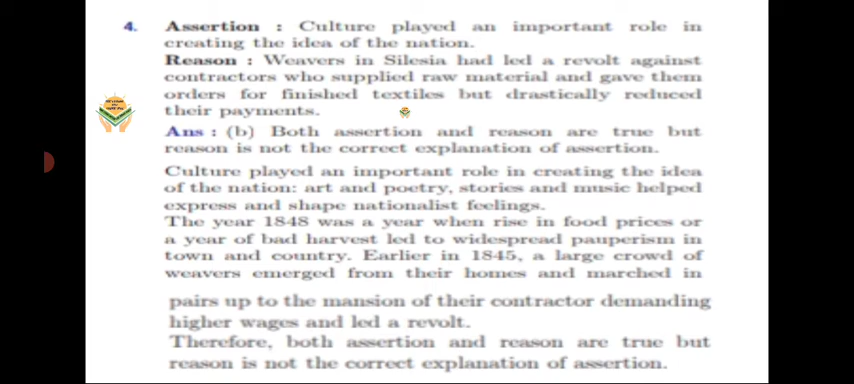 4. Assertion : Culture played an important role in
creating the idea of the nation.
Reason : Weavers in Silesia had led a revolt against
contractors who supplied raw material and gave them
orders for finished textiles but drastically reduced
their payments.
Ans : (b) Both assertion and reason are true but
reason is not the correct explanation of assertion.
Culture played an important role in creating the idea
of the nation: art and poetry, stories and music helped
express and shape nationalist feelings.
The year 1848 was a year when rise in food prices or
a year of bad harvest led to widespread pauperism in
town and country. Earlier in 1845, a large crowd of
weavers emerged from their homes and marched in
pairs up to the mansion of their contractor demanding
higher wages and led a revolt.
Therefore, both assertion and reason are true but
reason is not the correct explanation of assertion.